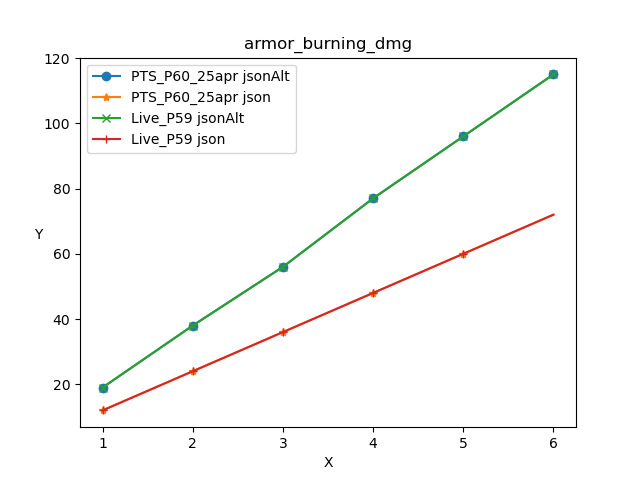 armor_burning_dmg
PTS_P60_25apr jsonAlt
PTS_P60_25apr json
Live_P59 jsonAlt
Live_P59 json
120
100
80
60
40
20
Y
1 2 3 4 5 6
X